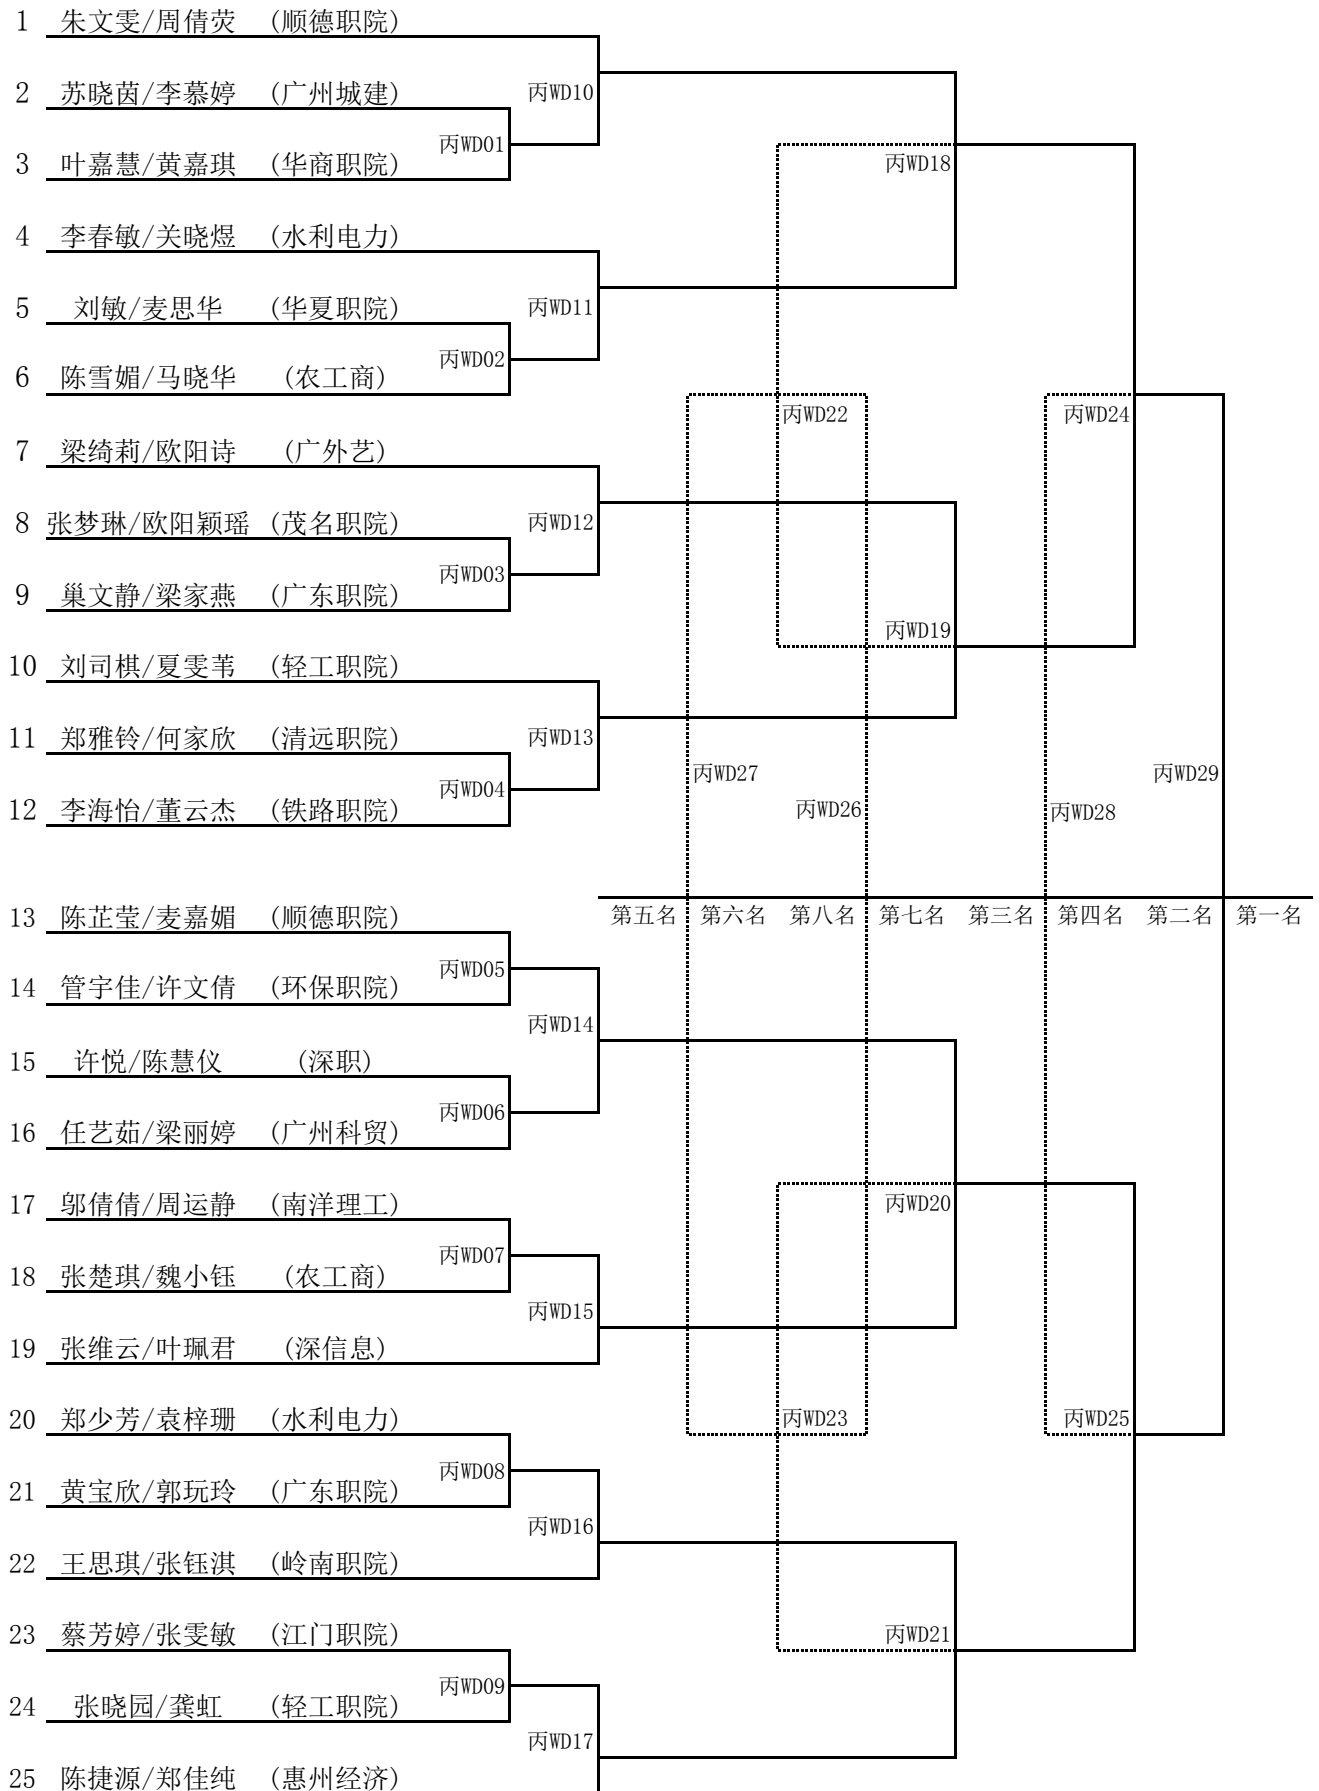 1 朱文雯/周倩荧 (顺德职院)
2 苏晓茵/李慕婷 (广州城建)
丙WD10
丙WD01
3 叶嘉慧/黄嘉琪 (华商职院)
丙WD18
4 李春敏/关晓煜 (水利电力)
5 刘敏/麦思华 (华夏职院)
丙WD11
丙WD02
6 陈雪媚/马晓华 (农工商)
丙WD22
丙WD24
7 梁绮莉/欧阳诗 (广外艺)
8 张梦琳/欧阳颖瑶 (茂名职院)
丙WD12
丙WD03
9 巢文静/梁家燕 (广东职院)
丙WD19
10 刘司棋/夏雯苇 (轻工职院)
11 郑雅铃/何家欣 (清远职院)
丙WD13
丙WD27
丙WD29
丙WD04
12 李海怡/董云杰 (铁路职院)
丙WD26
丙WD28
13 陈芷莹/麦嘉媚 (顺德职院)
第五名 第六名 第八名 第七名 第三名 第四名 第二名 第一名
丙WD05
14 管宇佳/许文倩 (环保职院)
丙WD14
15 许悦/陈慧仪 (深职)
丙WD06
16 任艺茹/梁丽婷 (广州科贸)
17 邬倩倩/周运静 (南洋理工)
丙WD20
丙WD07
18 张楚琪/魏小钰 (农工商)
丙WD15
19 张维云/叶珮君 (深信息)
20 郑少芳/袁梓珊 (水利电力)
丙WD23
丙WD25
丙WD08
21 黄宝欣/郭玩玲 (广东职院)
丙WD16
22 王思琪/张钰淇 (岭南职院)
23 蔡芳婷/张雯敏 (江门职院)
丙WD21
丙WD09
24 张晓园/龚虹 (轻工职院)
丙WD17
25 陈捷源/郑佳纯 (惠州经济)